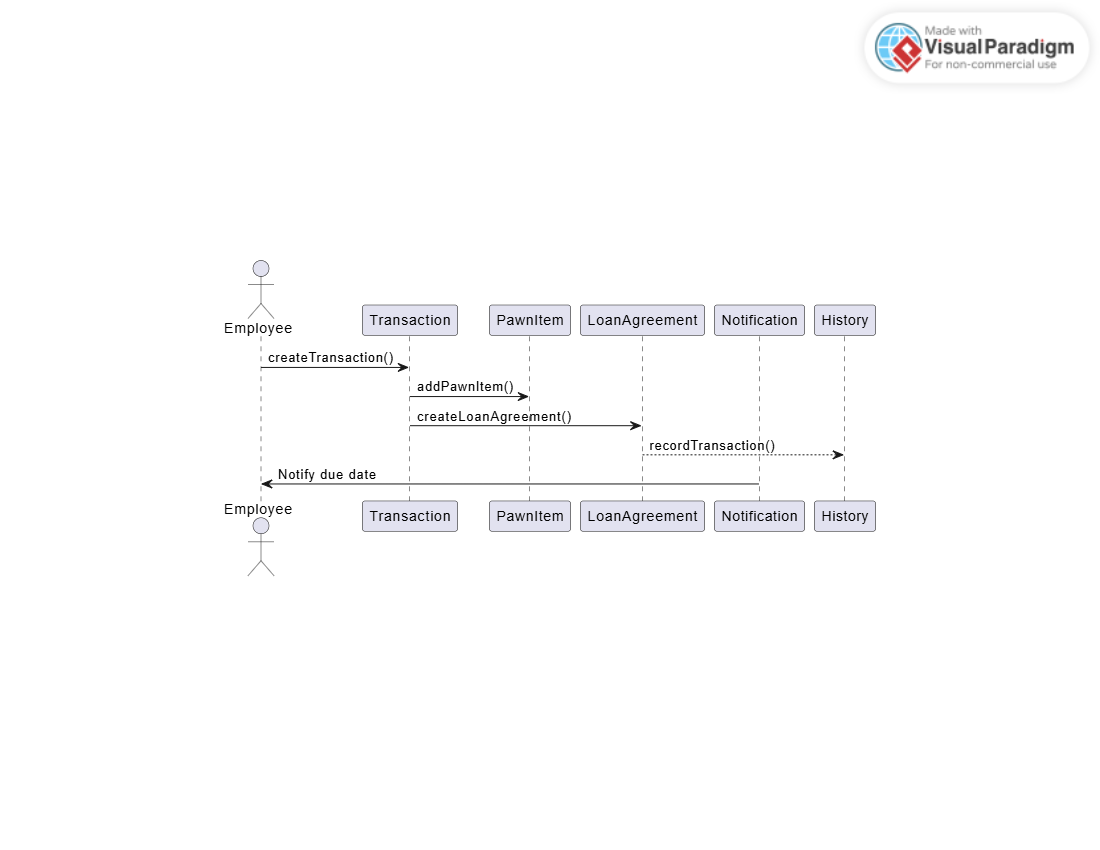 Made with
Visual Paradigm
For non-commercial use
Employee
Transaction
PawnItem
LoanAgreement
Notification
History
createTransaction()
addPawnItem()
createLoanAgreement()
recordTransaction()
Notify due date
Employee
Transaction
PawnItem
LoanAgreement
Notification
History